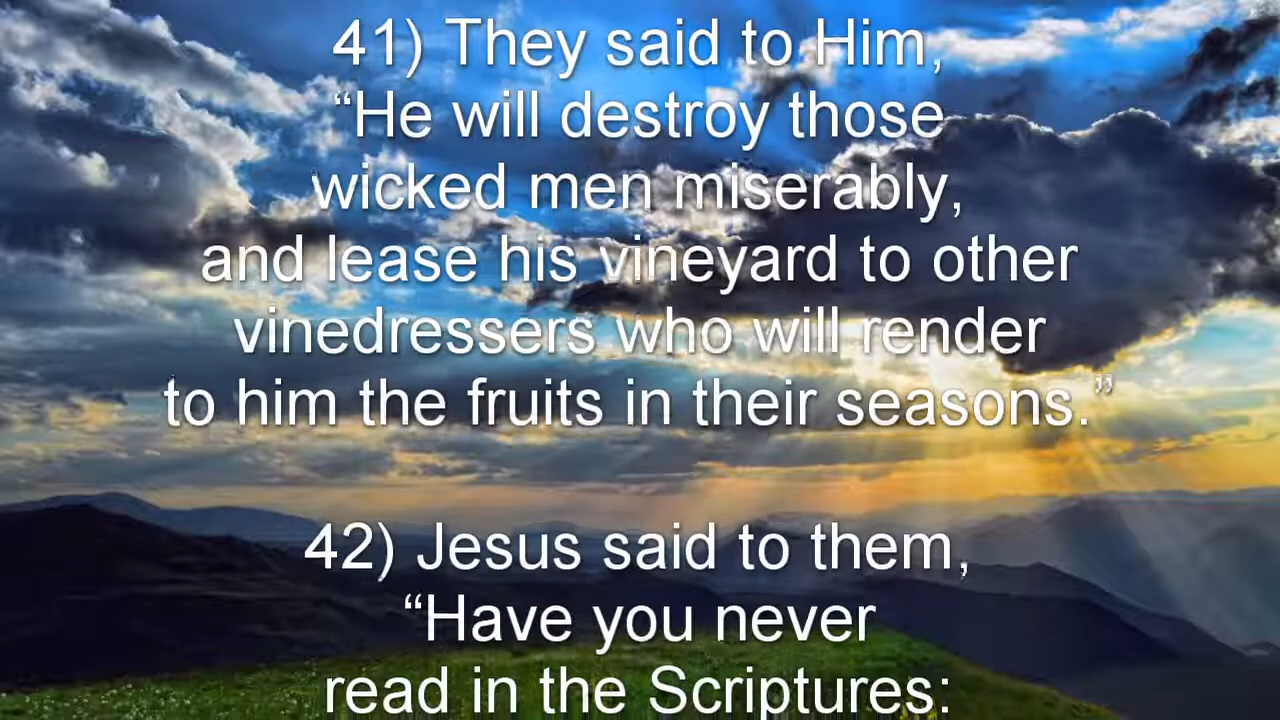 41) They said to Him,
“He will destroy those
wicked men miserably,
and lease his vineyard to other
vinedressers who will render
to him the fruits in their seasons.”
42) Jesus said to them,
“Have you never
read in the Scriptures: